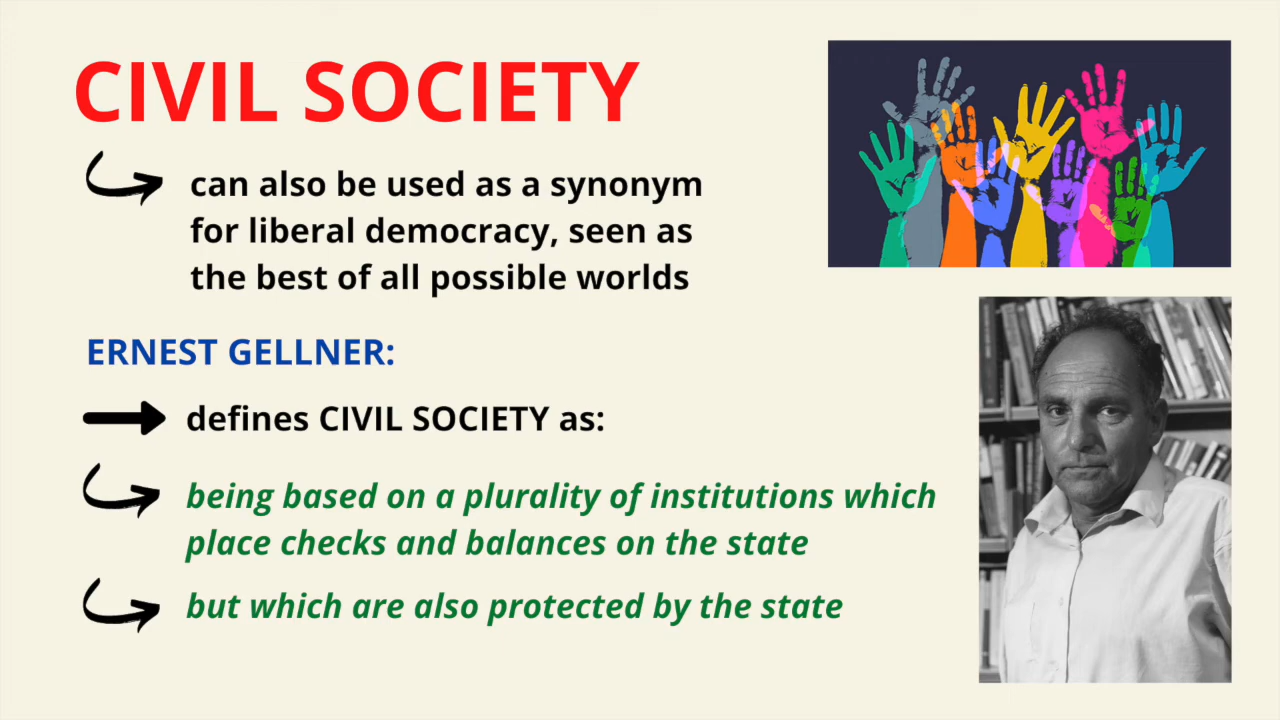 CIVIL SOCIETY
can also be used as a synonym
for liberal democracy, seen as
the best of all possible worlds
ERNEST GELLNER:
defines CIVIL SOCIETY as:
being based on a plurality of institutions which
place checks and balances on the state
but which are also protected by the state